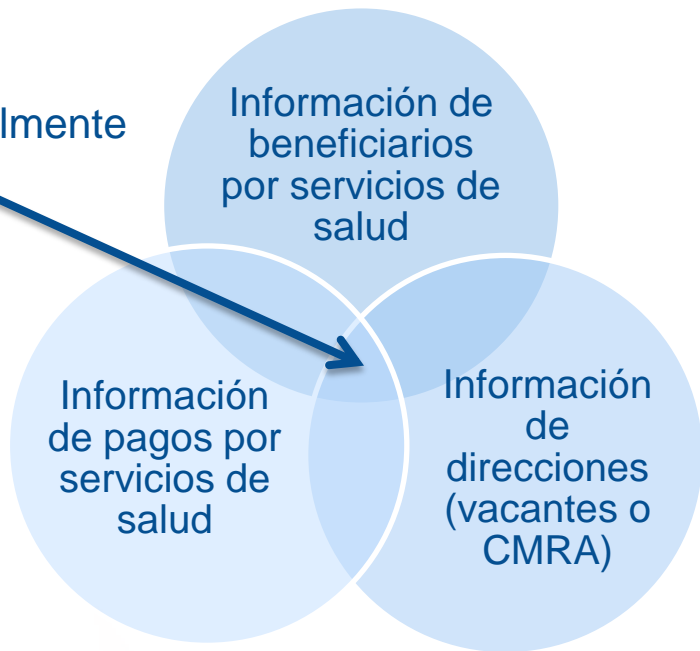 Información de
beneficiarios
por servicios de
salud
Información
de pagos por
servicios de
salud
Información
de
direcciones
(vacantes o
CMRA)